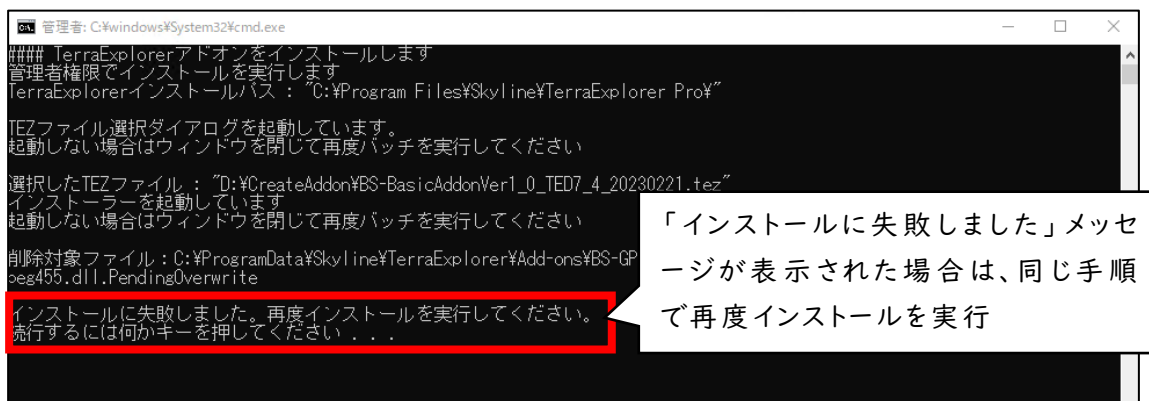 管理者: C:¥windows¥System32¥cmd.exe
#### TerraExplorerアドオンをインストールします
管理者権限でインストールを実行します
TerraExplorerインストールパス : "C:¥Program Files¥Skyline¥TerraExplorer Pro¥"
TEZファイル選択ダイアログを起動しています。
起動しない場合はウィンドウを閉じて再度バッチを実行してください
選択したTEZファイル : "D:¥CreateAddon¥BS-BasicAddonVer1_0_TED7_4_20230221.tez"
インストーラーを起動しています
起動しない場合はウィンドウを閉じて再度バッチを実行してください
削除対象ファイル：C:¥ProgramData¥Skyline¥TerraExplorer¥Add-ons¥BS-GP
peg455.dll.PendingOverwrite
インストールに失敗しました。再度インストールを実行してください。
続行するには何かキーを押してください . . .
「インストールに失敗しました」メッセ
ージが表示された場合は、同じ手順
で再度インストールを実行